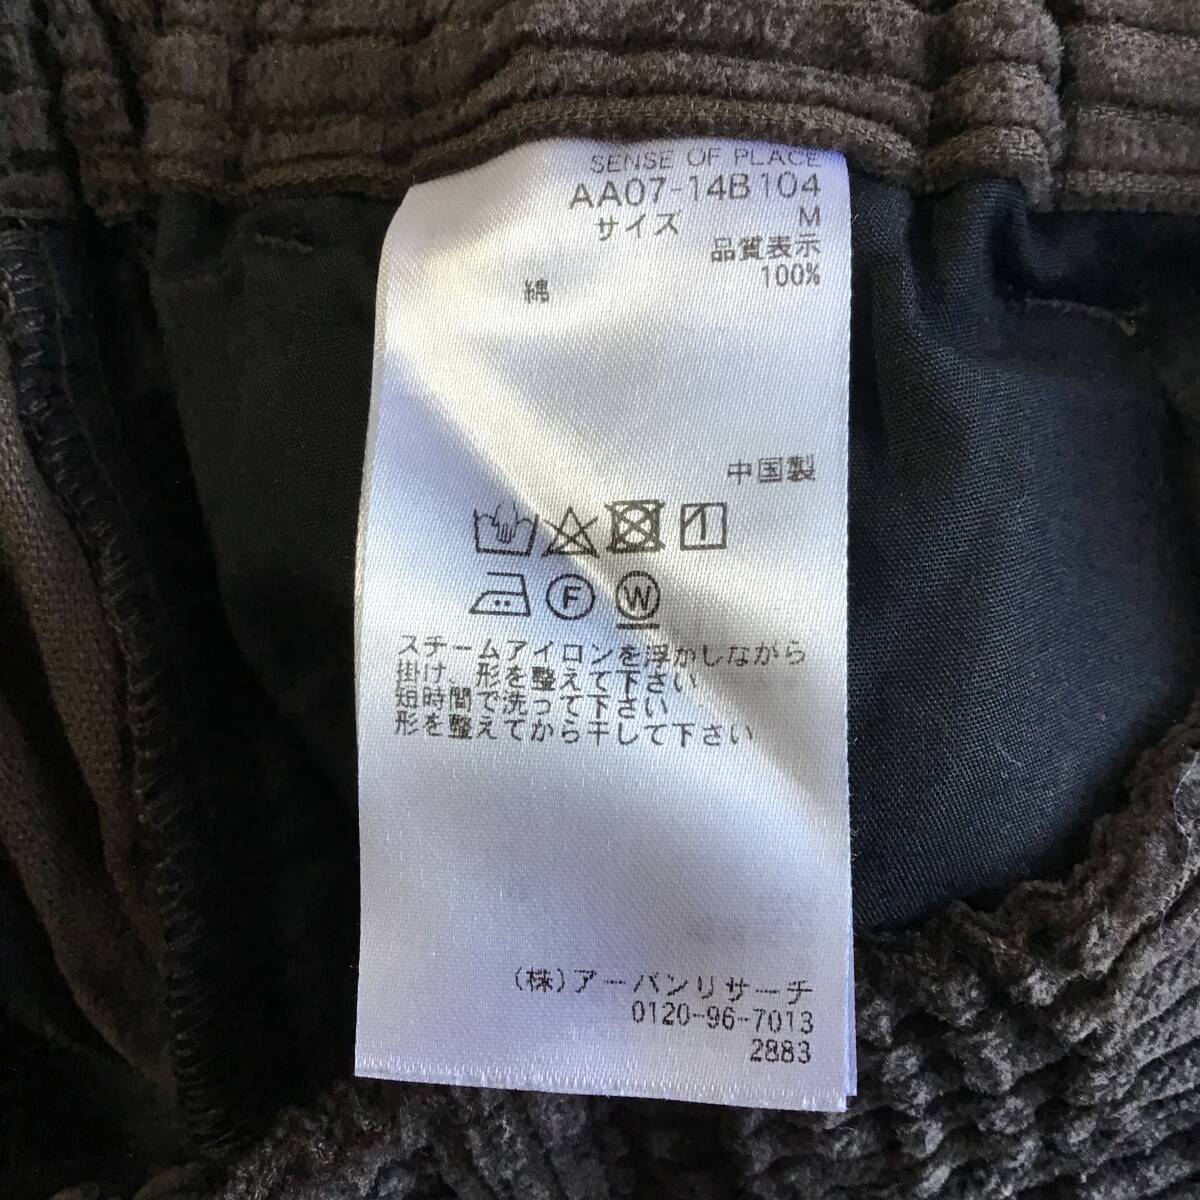 SENSE OF PLACE
AA07-14B104
サイズ M
品質表示
綿 100%
中国製
1
F W
スチームアイロンを浮かしながら
掛け、形を整えて下さい
短時間で洗って下さい
形を整えてから干して下さい
(株)アーバンリサーチ
0120-96-7013
2883